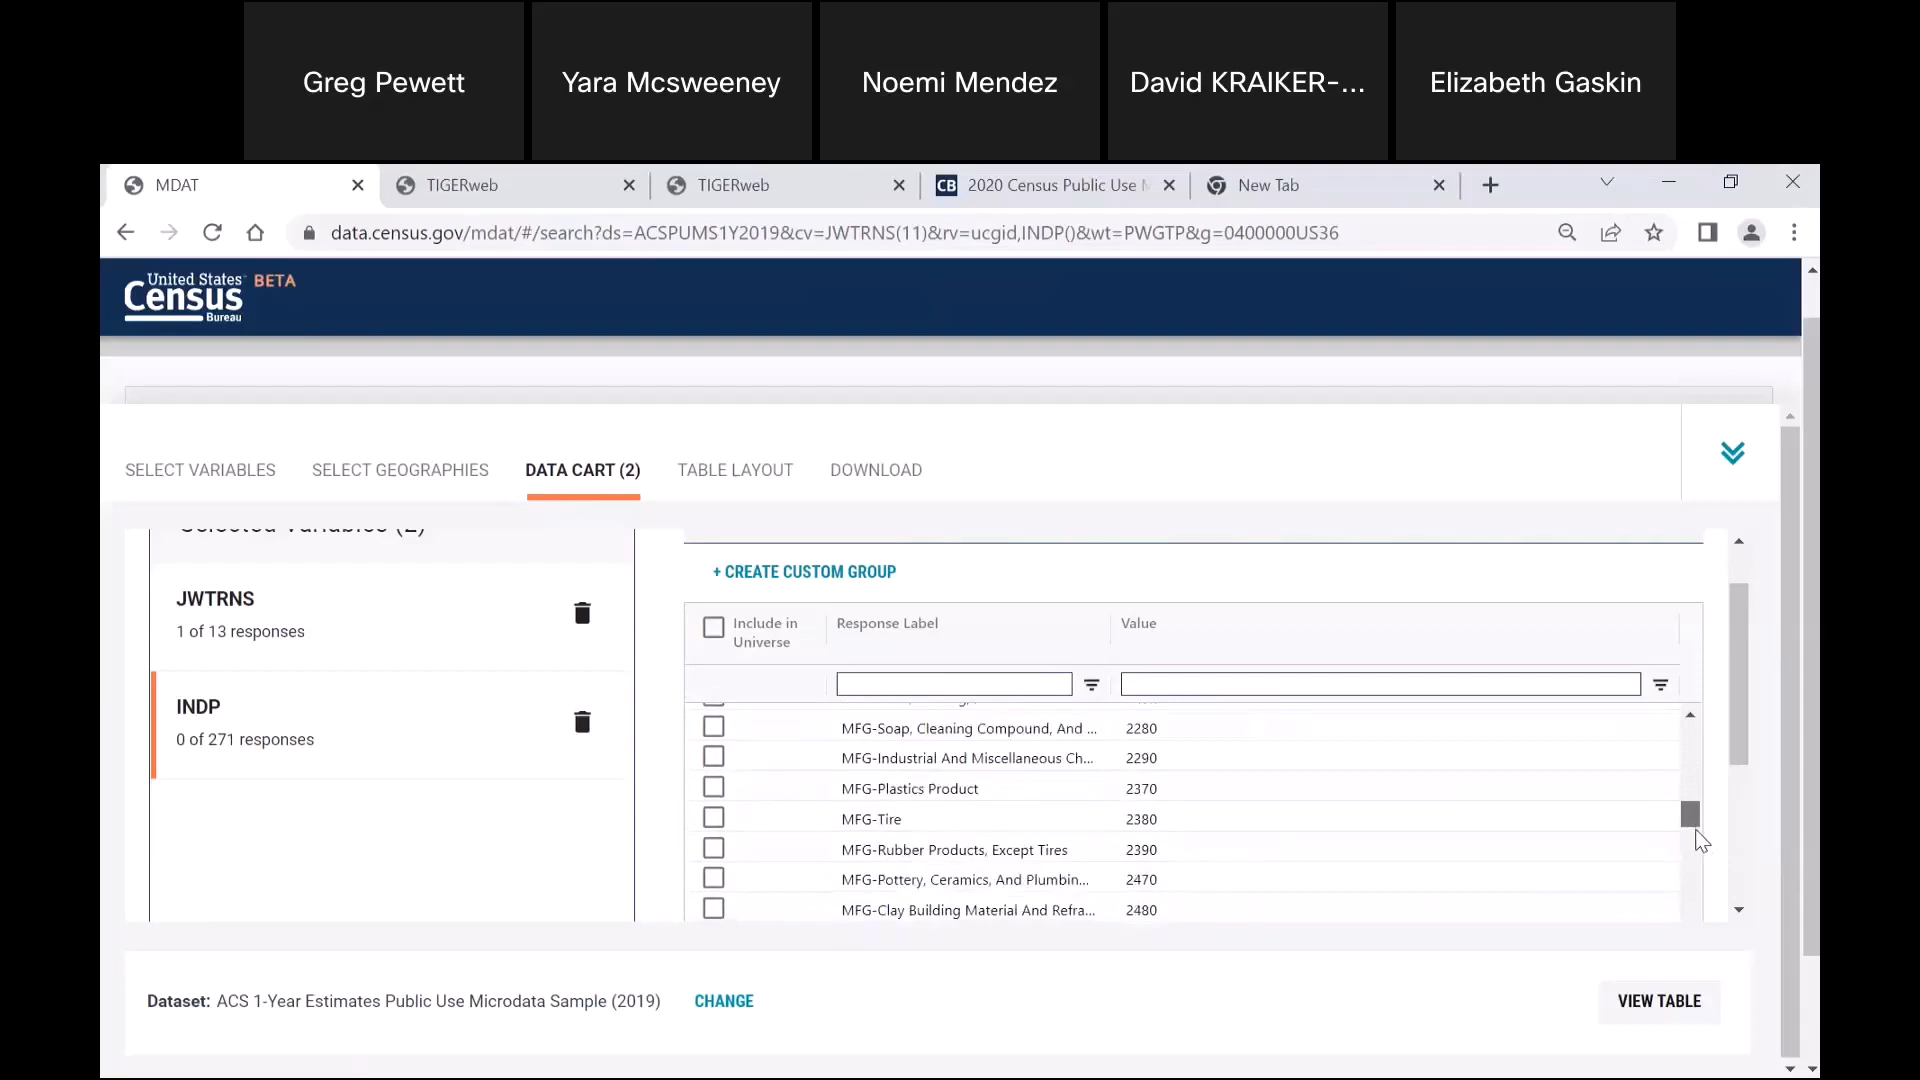 Greg Pewett
Yara Mcsweeney
Noemi Mendez
David KRAIKER-...
Elizabeth Gaskin
MDAT
TIGERweb
TIGERweb
CB 2020 Census Public Use
New Tab
data.census.gov/mdat/#/search?ds=ACSPUMS1Y2019&cv=JWTRNS(11)&rv=ucgid,INDP()&wt=PWGTP&g=0400000US36
United States
Census
Bureau
BETA
SELECT VARIABLES
SELECT GEOGRAPHIES
DATA CART (2)
TABLE LAYOUT
DOWNLOAD
Selected Variables (2)
JWTRNS
1 of 13 responses
INDP
0 of 271 responses
+ CREATE CUSTOM GROUP
Include in
Universe
Response Label
Value
MFG-Soap, Cleaning Compound, And ... 2280
MFG-Industrial And Miscellaneous Ch... 2290
MFG-Plastics Product 2370
MFG-Tire 2380
MFG-Rubber Products, Except Tires 2390
MFG-Pottery, Ceramics, And Plumbin... 2470
MFG-Clay Building Material And Refra... 2480
Dataset: ACS 1-Year Estimates Public Use Microdata Sample (2019)
CHANGE
VIEW TABLE